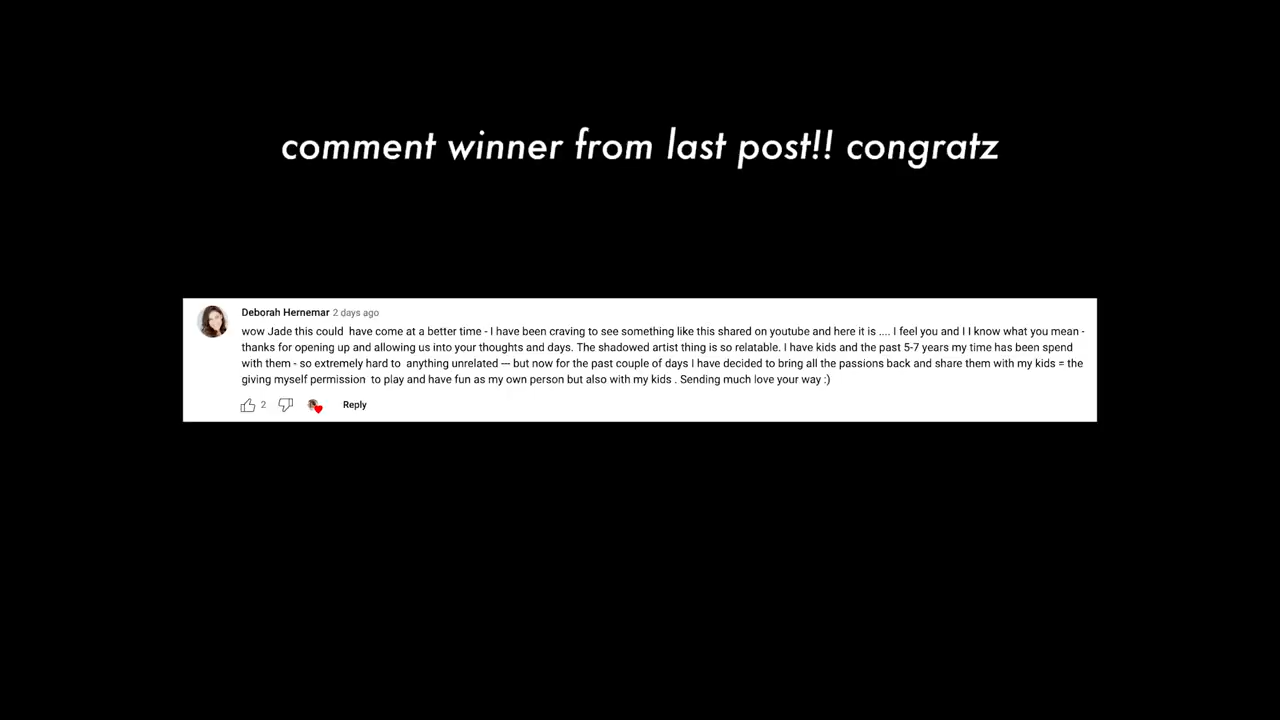 comment winner from last post!! congratz
Deborah Hernemar 2 days ago
wow Jade this could  have come at a better time - I have been craving to see something like this shared on youtube and here it is .... I feel you and I I know what you mean -
thanks for opening up and allowing us into your thoughts and days. The shadowed artist thing is so relatable. I have kids and the past 5-7 years my time has been spend
with them - so extremely hard to  anything unrelated --- but now for the past couple of days I have decided to bring all the passions back and share them with my kids = the
giving myself permission  to play and have fun as my own person but also with my kids . Sending much love your way :)
2 Reply